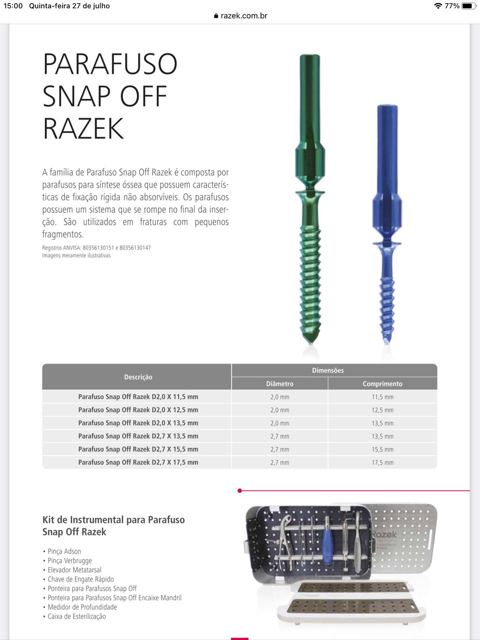 15:00 Quinta-feira 27 de julho
77%
razek.com.br
PARAFUSO
SNAP OFF
RAZEK
A família de Parafuso Snap Off Razek é composta por
parafusos para síntese óssea que possuem caracterís-
ticas de fixação rígida não absorvíveis. Os parafusos
possuem um sistema que se rompe no final da inser-
ção. São utilizados em fraturas com pequenos
fragmentos.
Registros ANVISA: 80356130151 e 80356130147
Imagens meramente ilustrativas
Descrição
Dimensões
Diâmetro Comprimento
Parafuso Snap Off Razek D2,0 X 11,5 mm 2,0 mm 11,5 mm
Parafuso Snap Off Razek D2,0 X 12,5 mm 2,0 mm 12,5 mm
Parafuso Snap Off Razek D2,0 X 13,5 mm 2,0 mm 13,5 mm
Parafuso Snap Off Razek D2,7 X 13,5 mm 2,7 mm 13,5 mm
Parafuso Snap Off Razek D2,7 X 15,5 mm 2,7 mm 15,5 mm
Parafuso Snap Off Razek D2,7 X 17,5 mm 2,7 mm 17,5 mm
Kit de Instrumental para Parafuso
Snap Off Razek
• Pinça Adson
• Pinça Verbrugge
• Elevador Metatarsal
• Chave de Engate Rápido
• Ponteira para Parafusos Snap Off
• Ponteira para Parafusos Snap Off Encaixe Mandril
• Medidor de Profundidade
• Caixa de Esterilização
Razek